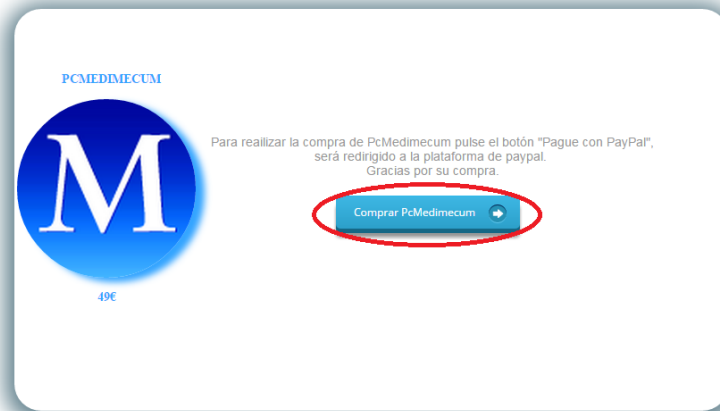 PCMEDIMECUM
M
Para reailizar la compra de PcMedimecum pulse el botón "Pague con PayPal",
será redirigido a la plataforma de paypal.
Gracias por su compra.
Comprar PcMedimecum
49€